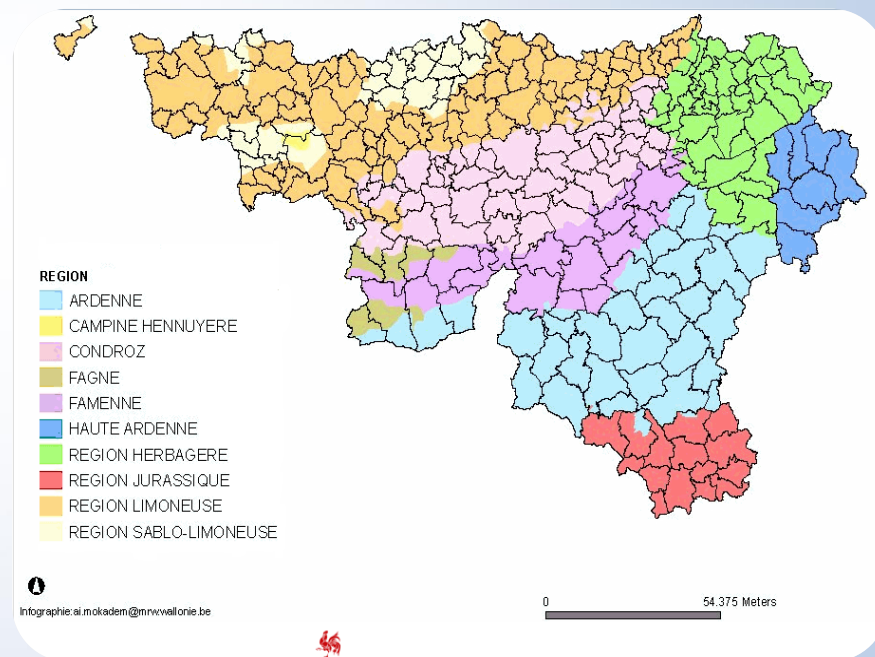 REGION
ARDENNE
CAMPINE HENNUYERE
CONDROZ
FAGNE
FAMENNE
HAUTE ARDENNE
REGION HERBAGERE
REGION JURASSIQUE
REGION LIMONEUSE
REGION SABLO-LIMONEUSE
Infographie:ai.mokadem@mrw.wallonie.be
0 54.375 Meters